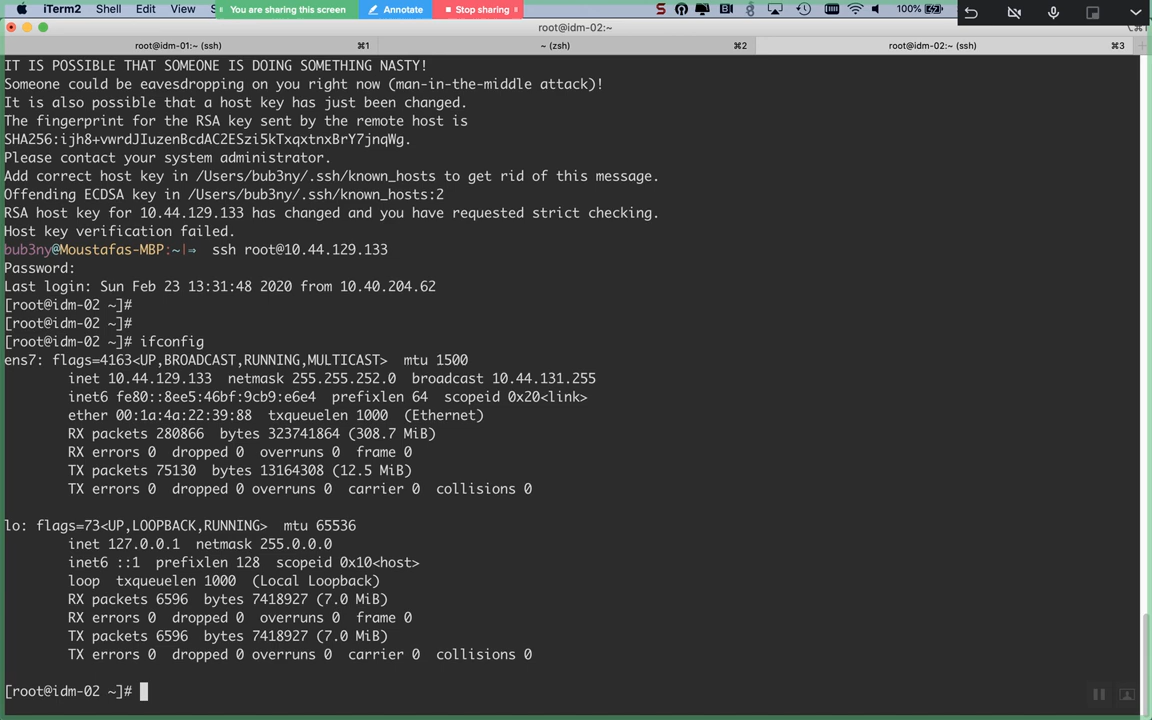 iTerm2 Shell Edit View You are sharing this screen Annotate Stop sharing 100%
root@idm-02:~
root@idm-01:~ (ssh) ⌘1 ~ (zsh) ⌘2 root@idm-02:~ (ssh) ⌘3
IT IS POSSIBLE THAT SOMEONE IS DOING SOMETHING NASTY!
Someone could be eavesdropping on you right now (man-in-the-middle attack)!
It is also possible that a host key has just been changed.
The fingerprint for the RSA key sent by the remote host is
SHA256:ijh8+vwrdJIuzenBcdAC2ESzi5kTxqxtnxBrY7jnqWg.
Please contact your system administrator.
Add correct host key in /Users/bub3ny/.ssh/known_hosts to get rid of this message.
Offending ECDSA key in /Users/bub3ny/.ssh/known_hosts:2
RSA host key for 10.44.129.133 has changed and you have requested strict checking.
Host key verification failed.
bub3ny@Moustafas-MBP:~|⇒ ssh root@10.44.129.133
Password:
Last login: Sun Feb 23 13:31:48 2020 from 10.40.204.62
[root@idm-02 ~]#
[root@idm-02 ~]#
[root@idm-02 ~]# ifconfig
ens7: flags=4163<UP,BROADCAST,RUNNING,MULTICAST> mtu 1500
inet 10.44.129.133 netmask 255.255.252.0 broadcast 10.44.131.255
inet6 fe80::8ee5:46bf:9cb9:e6e4 prefixlen 64 scopeid 0x20<link>
ether 00:1a:4a:22:39:88 txqueuelen 1000 (Ethernet)
RX packets 280866 bytes 323741864 (308.7 MiB)
RX errors 0 dropped 0 overruns 0 frame 0
TX packets 75130 bytes 13164308 (12.5 MiB)
TX errors 0 dropped 0 overruns 0 carrier 0 collisions 0
lo: flags=73<UP,LOOPBACK,RUNNING> mtu 65536
inet 127.0.0.1 netmask 255.0.0.0
inet6 ::1 prefixlen 128 scopeid 0x10<host>
loop txqueuelen 1000 (Local Loopback)
RX packets 6596 bytes 7418927 (7.0 MiB)
RX errors 0 dropped 0 overruns 0 frame 0
TX packets 6596 bytes 7418927 (7.0 MiB)
TX errors 0 dropped 0 overruns 0 carrier 0 collisions 0
[root@idm-02 ~]#